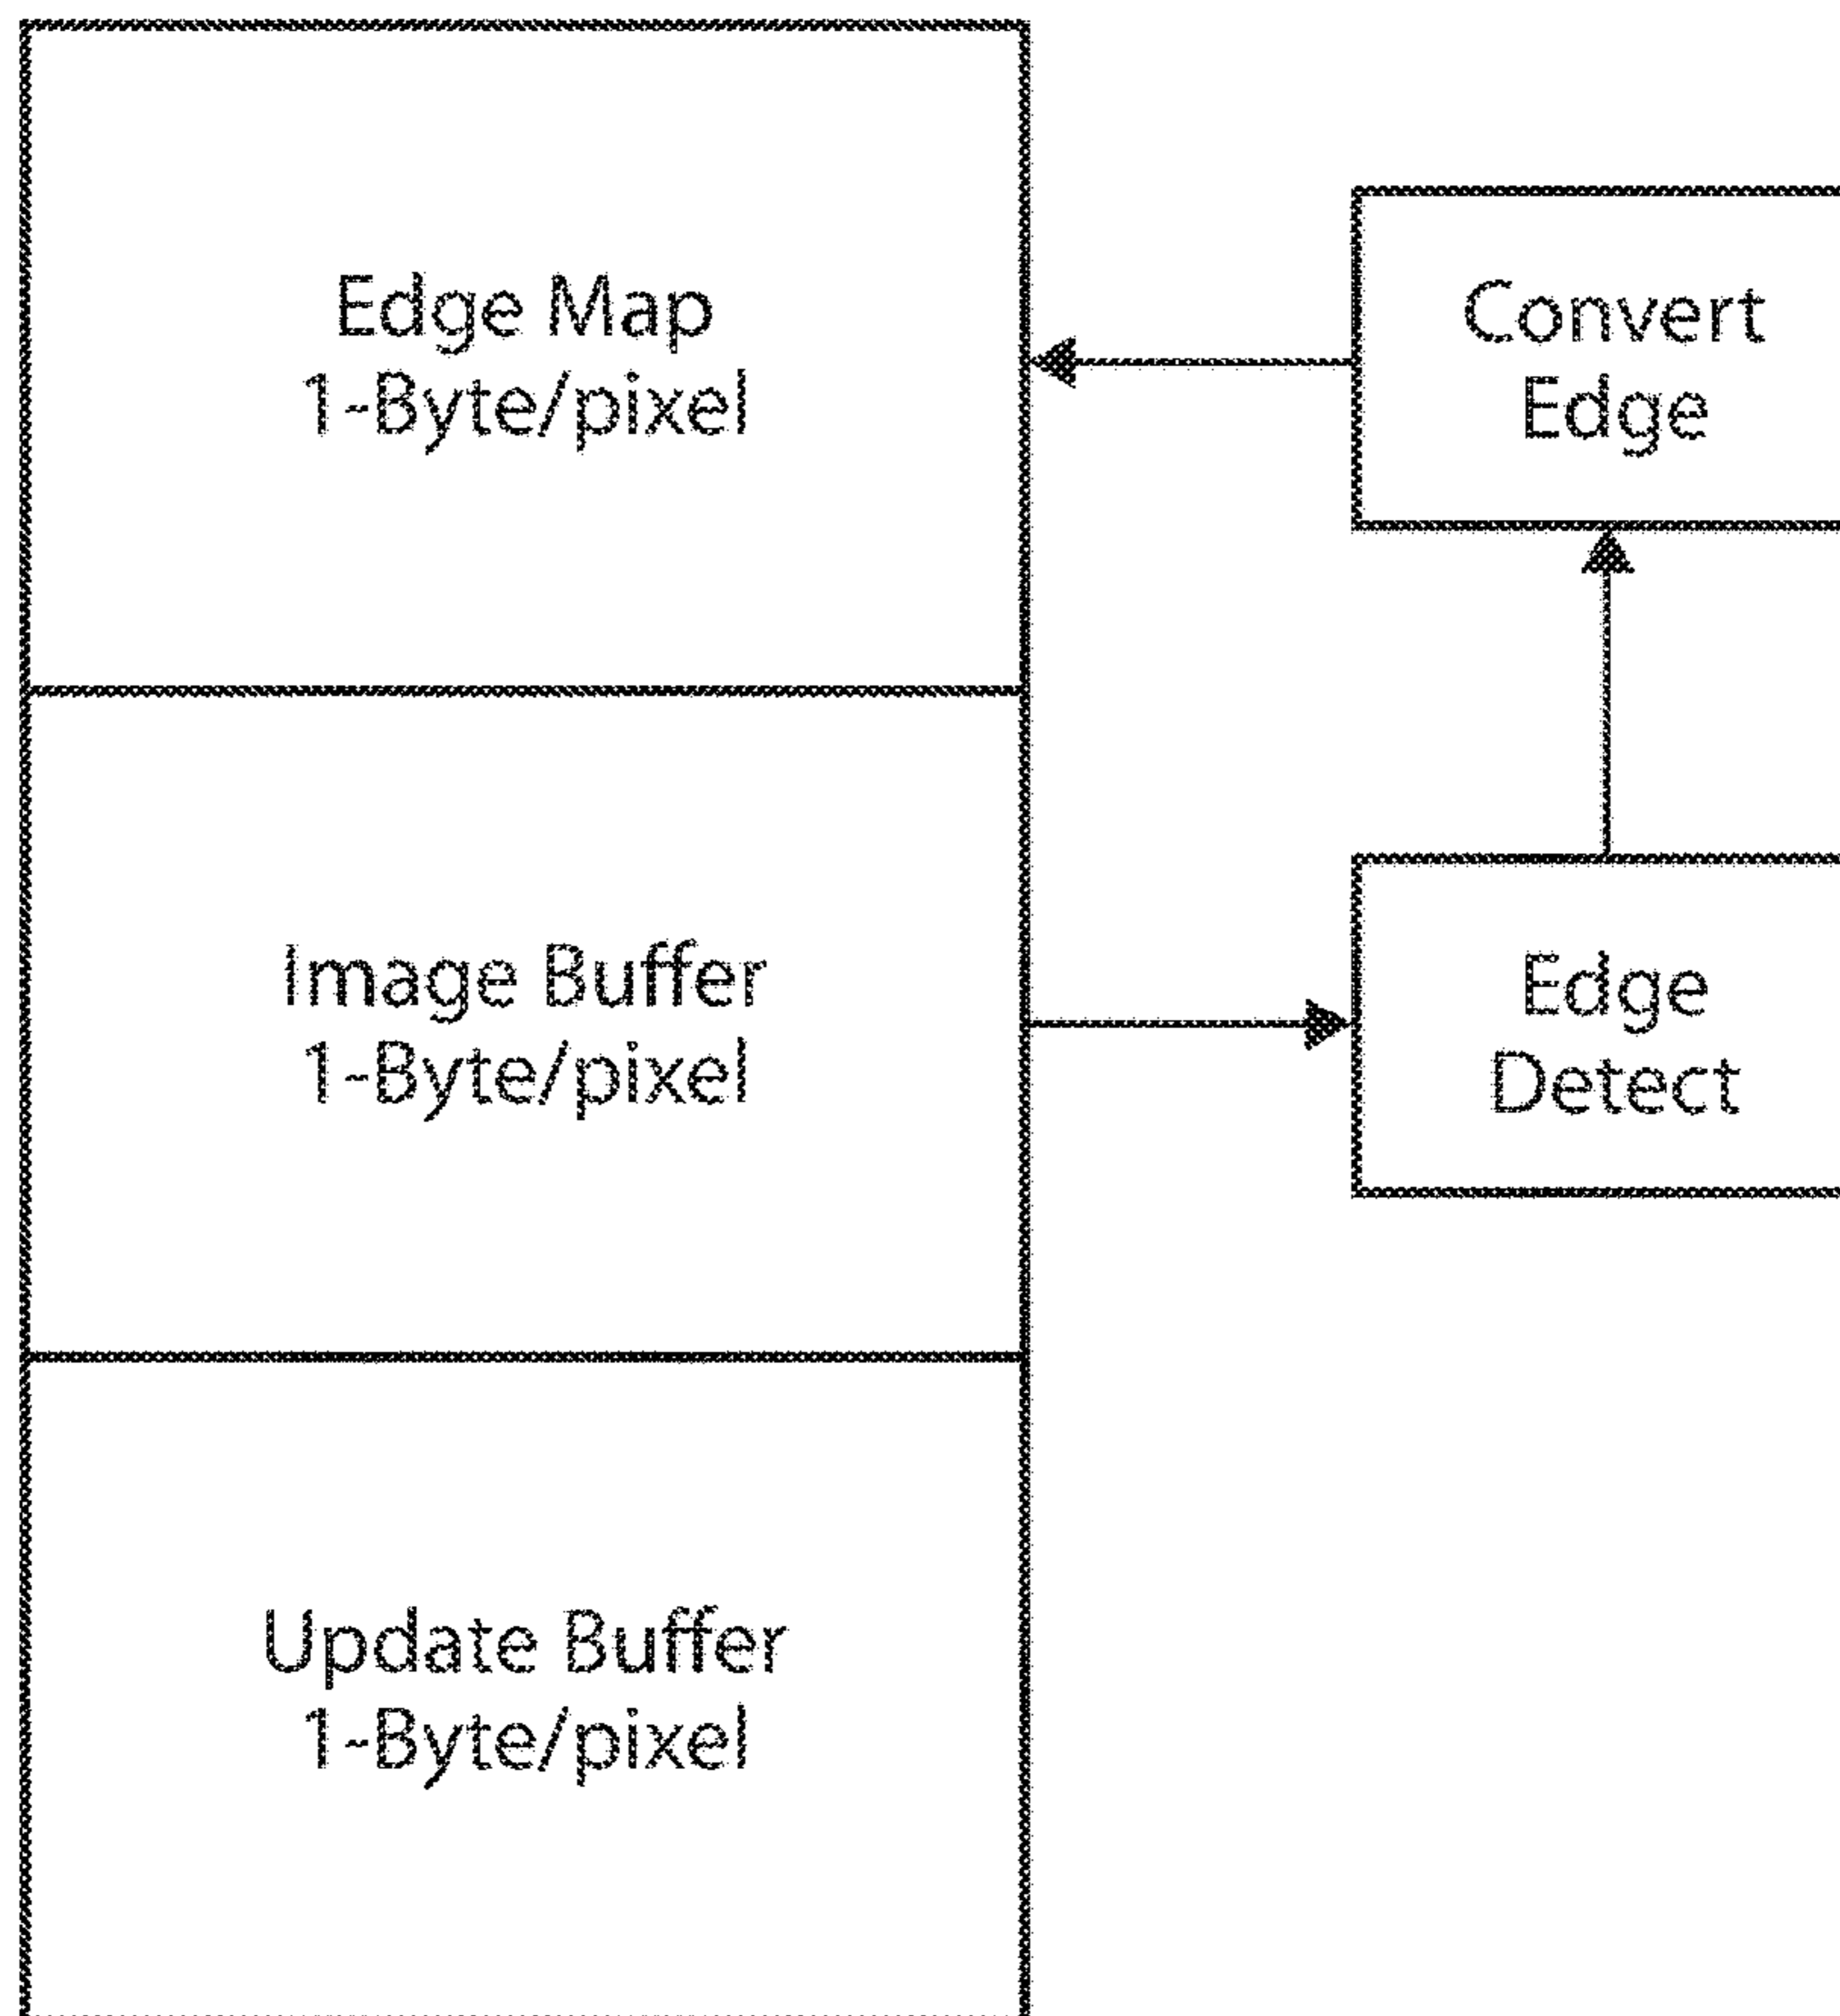 Edge Map
1-Byte/pixel
Convert
Edge
Image Buffer
1-Byte/pixel
Edge
Detect
Update Buffer
1-Byte/pixel